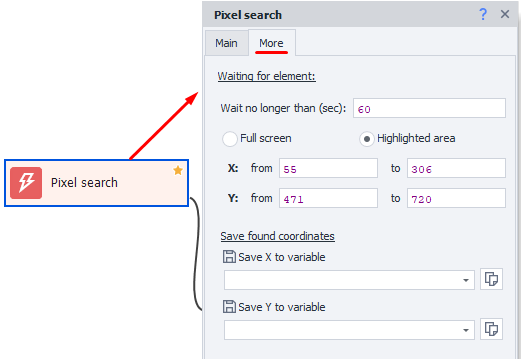 Pixel search
Main More
Waiting for element:
Wait no longer than (sec): 60
Full screen Highlighted area
X: from 55 to 306
Pixel search
Y: from 471 to 720
Save found coordinates
Save X to variable
Save Y to variable